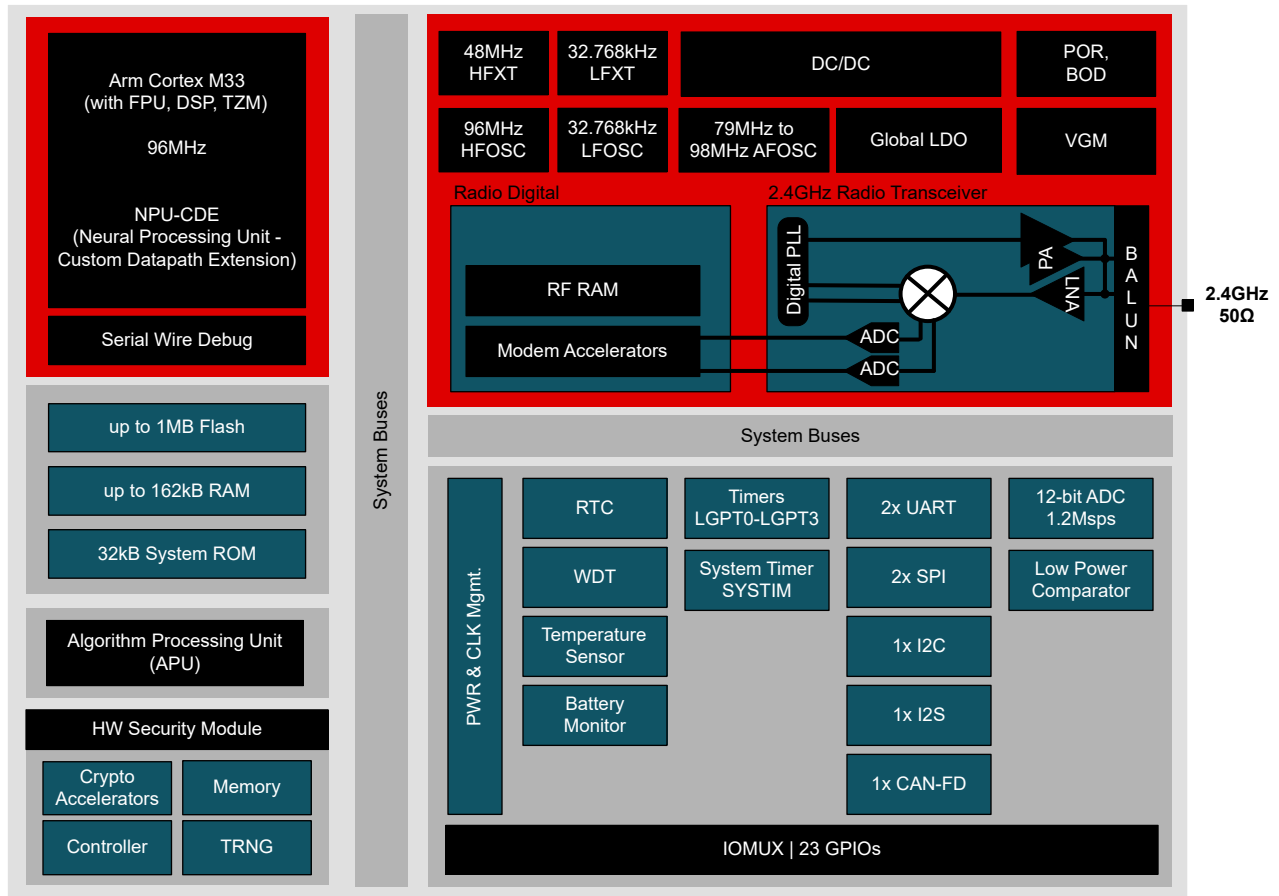 Arm Cortex M33
(with FPU, DSP, TZM)
96MHz
NPU-CDE
(Neural Processing Unit -
Custom Datapath Extension)
Serial Wire Debug
up to 1MB Flash
up to 162kB RAM
32kB System ROM
Algorithm Processing Unit
(APU)
HW Security Module
Crypto
Accelerators
Memory
Controller
TRNG
System Buses
48MHz
HFXT
32.768kHz
LFXT
DC/DC
POR,
BOD
96MHz
HFOSC
32.768kHz
LFOSC
79MHz to
98MHz AFOSC
Global LDO
VGM
Radio Digital
RF RAM
Modem Accelerators
2.4GHz Radio Transceiver
Digital PLL
ADC
ADC
PA
LNA
BALUN
2.4GHz
50Ω
System Buses
PWR & CLK Mgmt.
RTC
WDT
Temperature
Sensor
Battery
Monitor
Timers
LGPT0-LGPT3
System Timer
SYSTIM
2x UART
2x SPI
1x I2C
1x I2S
1x CAN-FD
12-bit ADC
1.2Msps
Low Power
Comparator
IOMUX | 23 GPIOs